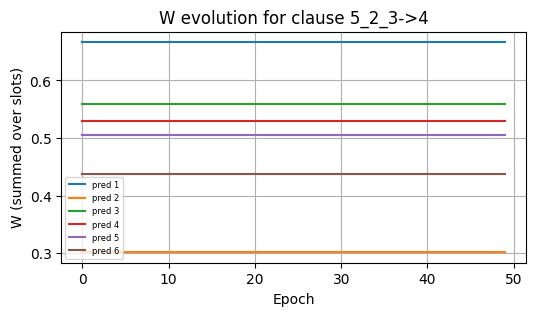 W evolution for clause 5_2_3->4
W (summed over slots)
0.6
0.5
0.4
0.3
pred 1
pred 2
pred 3
pred 4
pred 5
pred 6
0 10 20 30 40 50
Epoch